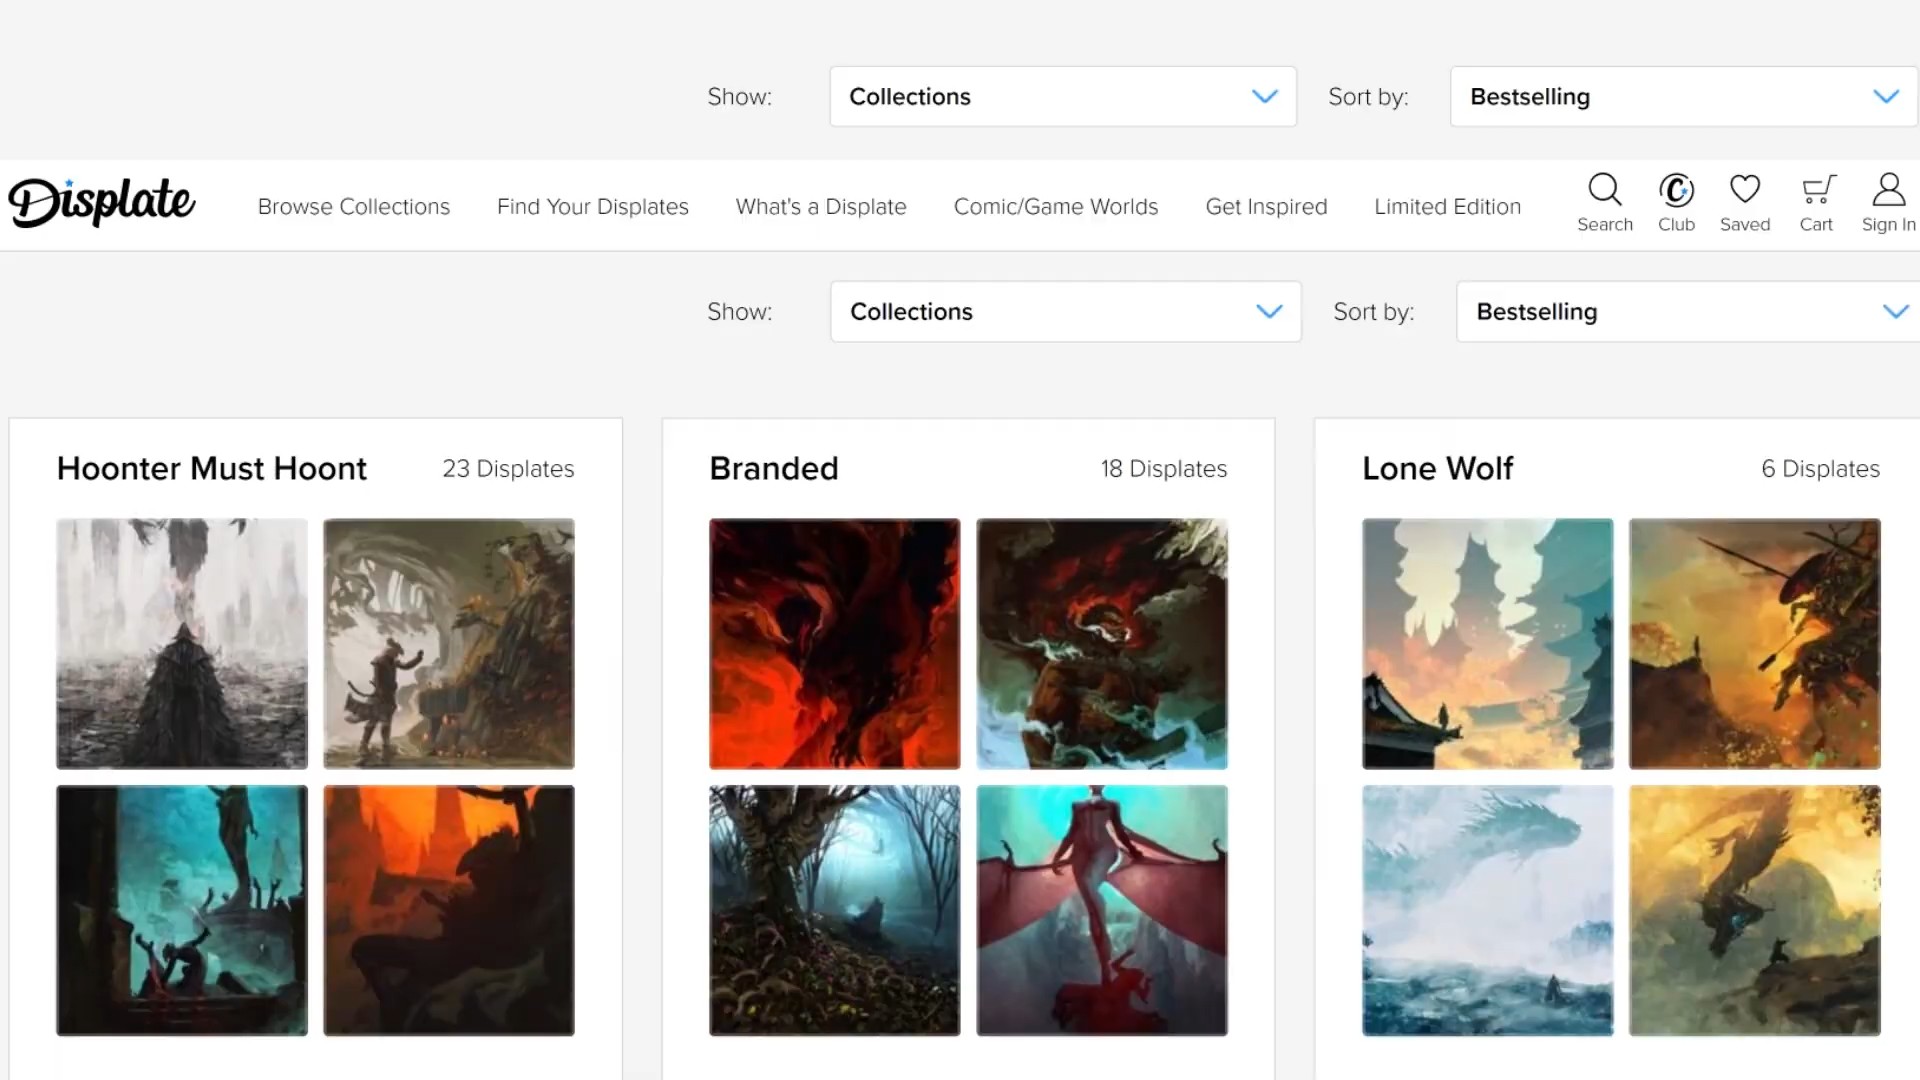 Show: Collections Sort by: Bestselling
Displate Browse Collections Find Your Displates What's a Displate Comic/Game Worlds Get Inspired Limited Edition Search Club Saved Cart Sign In
Show: Collections Sort by: Bestselling
Hoonter Must Hoont 23 Displates
Branded 18 Displates
Lone Wolf 6 Displates